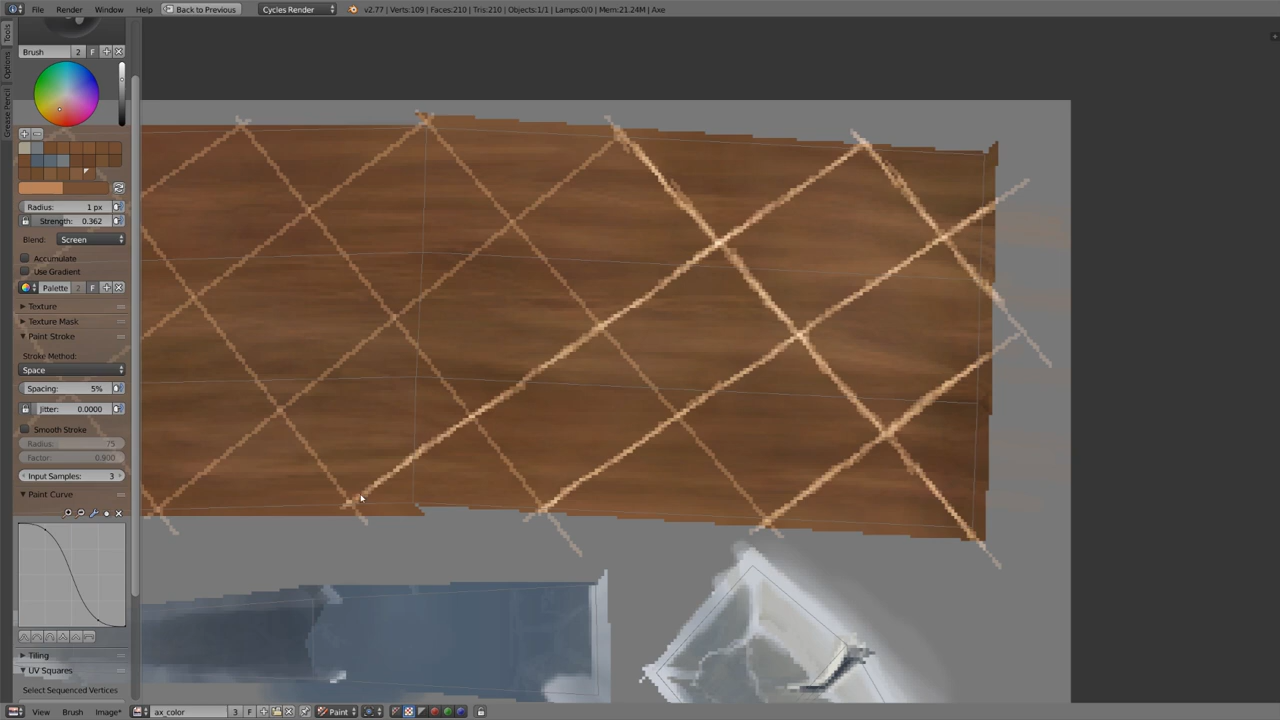 File Render Window Help Back to Previous Cycles Render v2.77 | Verts:109 | Faces:210 | Tris:210 | Objects:1/1 | Lamps:0/0 | Mem:21.24M | Axe
Tools
Options
Grease Pencil
Brush 2 F
Radius: 1 px
Strength: 0.362
Blend: Screen
Accumulate
Use Gradient
Palette 2 F
Texture
Texture Mask
Paint Stroke
Stroke Method:
Space
Spacing: 5%
Jitter: 0.0000
Smooth Stroke
Radius: 75
Factor: 0.900
Input Samples: 3
Paint Curve
Tiling
UV Squares
Select Sequenced Vertices
View Brush Image* ax_color 3 F Paint